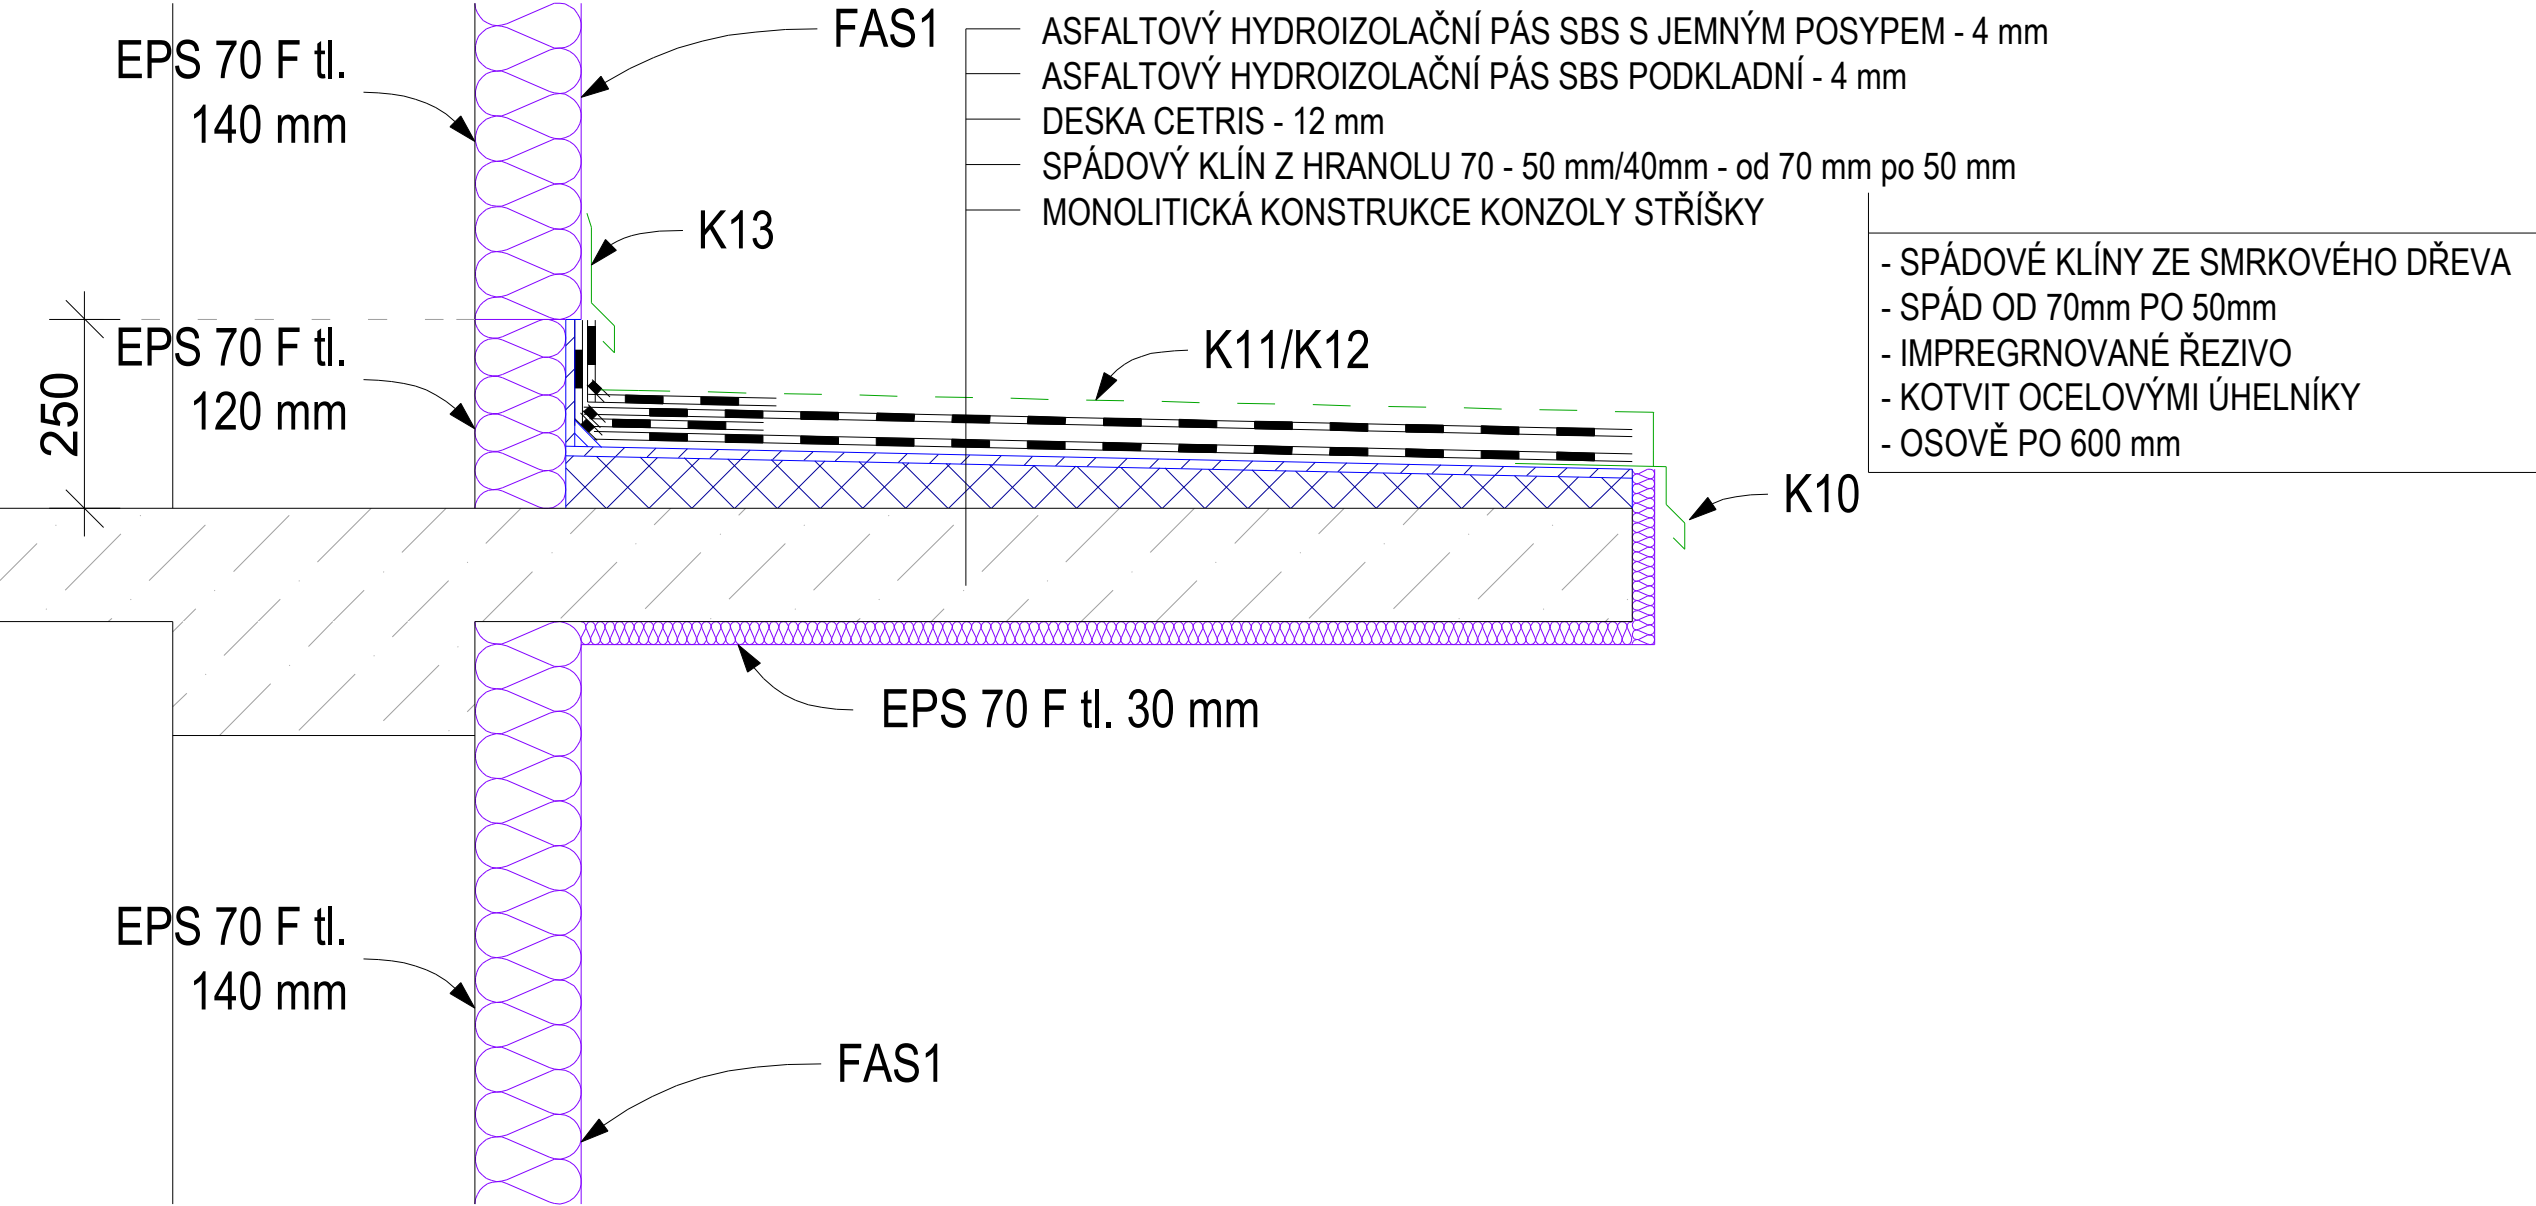 FAS1
ASFALTOVÝ HYDROIZOLAČNÍ PÁS SBS S JEMNÝM POSYPEM - 4 mm
ASFALTOVÝ HYDROIZOLAČNÍ PÁS SBS PODKLADNÍ - 4 mm
DESKA CETRIS - 12 mm
SPÁDOVÝ KLÍN Z HRANOLU 70 - 50 mm/40mm - od 70 mm po 50 mm
MONOLITICKÁ KONSTRUKCE KONZOLY STŘÍŠKY
EPS 70 F tl.
140 mm
K13
- SPÁDOVÉ KLÍNY ZE SMRKOVÉHO DŘEVA
- SPÁD OD 70mm PO 50mm
- IMPREGRNOVANÉ ŘEZIVO
- KOTVIT OCELOVÝMI ÚHELNÍKY
- OSOVĚ PO 600 mm
EPS 70 F tl.
120 mm
250
K11/K12
K10
EPS 70 F tl. 30 mm
EPS 70 F tl.
140 mm
FAS1